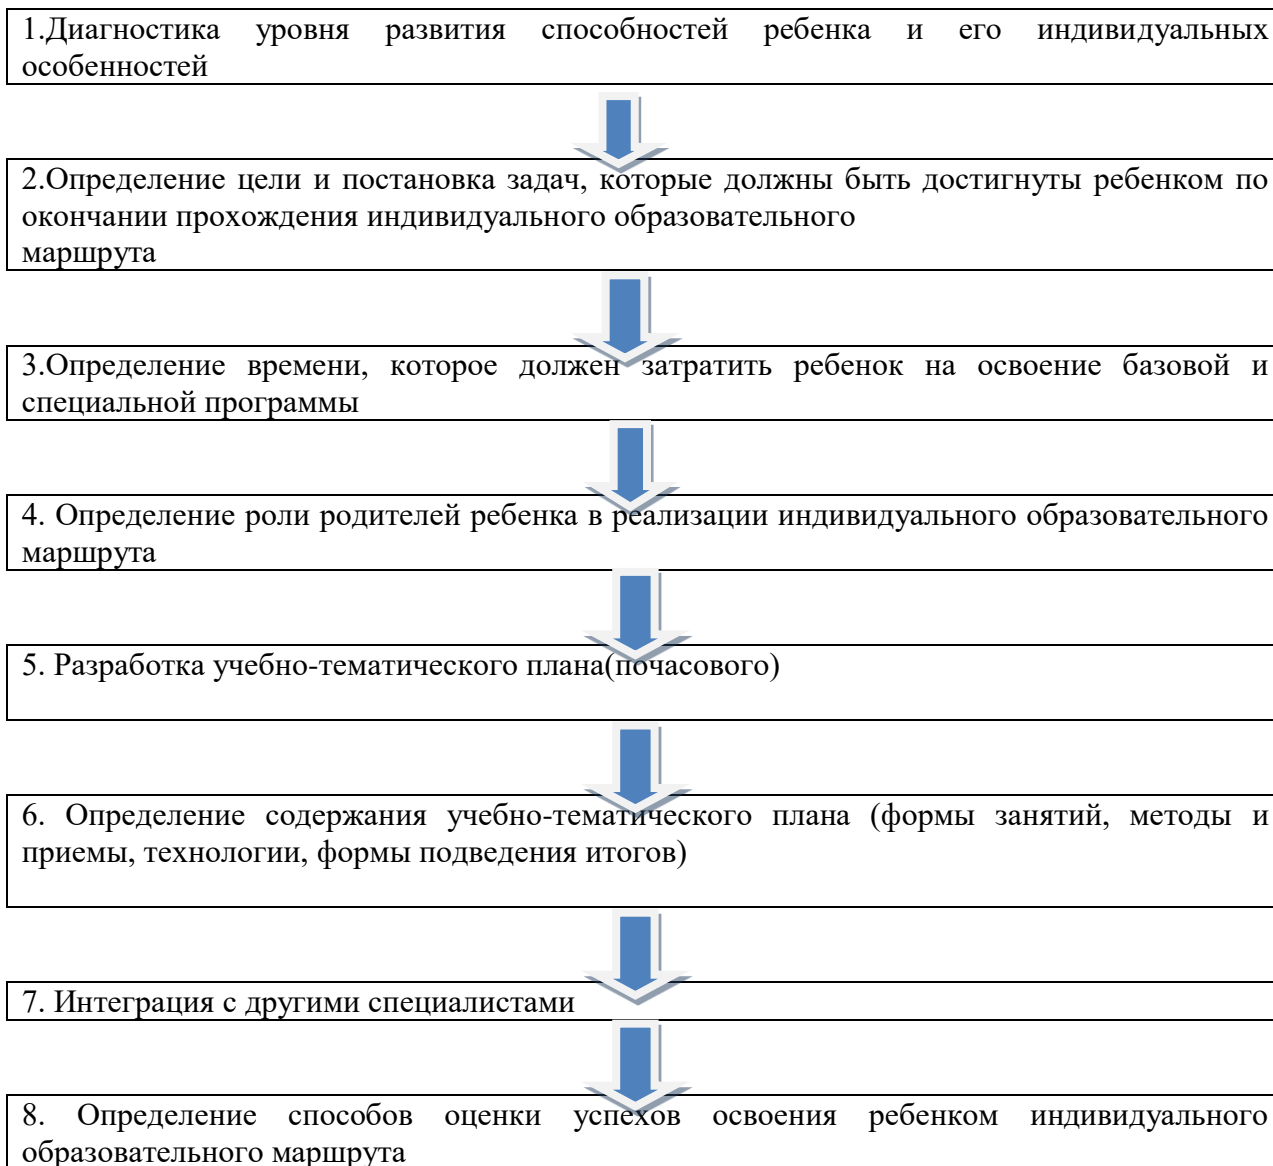 1.Диагностика уровня развития способностей ребенка и его индивидуальных
особенностей
2.Определение цели и постановка задач, которые должны быть достигнуты ребенком по
окончании прохождения индивидуального образовательного
маршрута
3.Определение времени, которое должен затратить ребенок на освоение базовой и
специальной программы
4. Определение роли родителей ребенка в реализации индивидуального образовательного
маршрута
5. Разработка учебно-тематического плана(почасового)
6. Определение содержания учебно-тематического плана (формы занятий, методы и
приемы, технологии, формы подведения итогов)
7. Интеграция с другими специалистами
8. Определение способов оценки успехов освоения ребенком индивидуального
образовательного маршрута